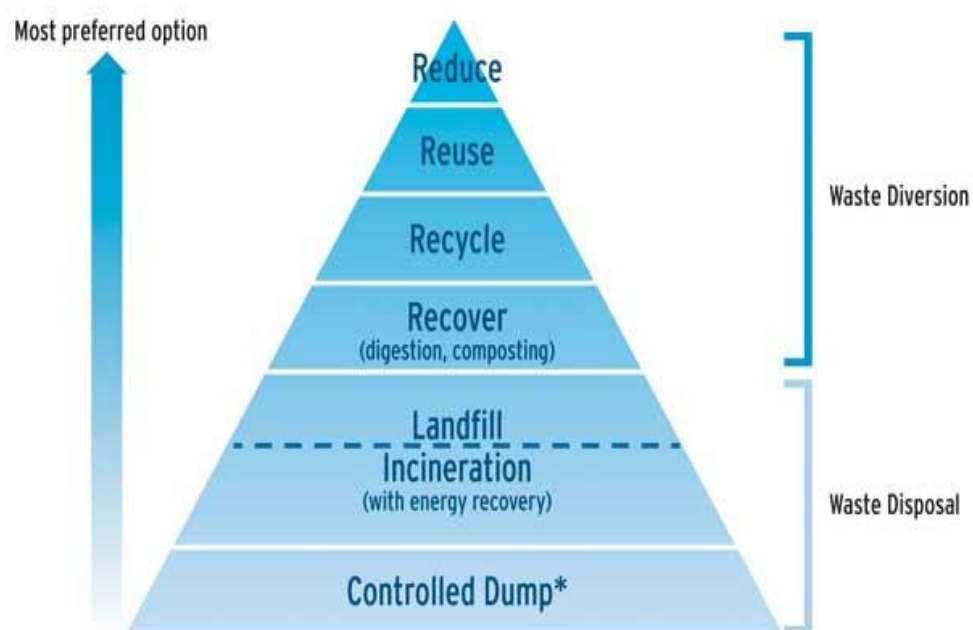 Most preferred option
Reduce
Reuse
Recycle
Recover
(digestion, composting)
Waste Diversion
Landfill
Incineration
(with energy recovery)
Controlled Dump*
Waste Disposal